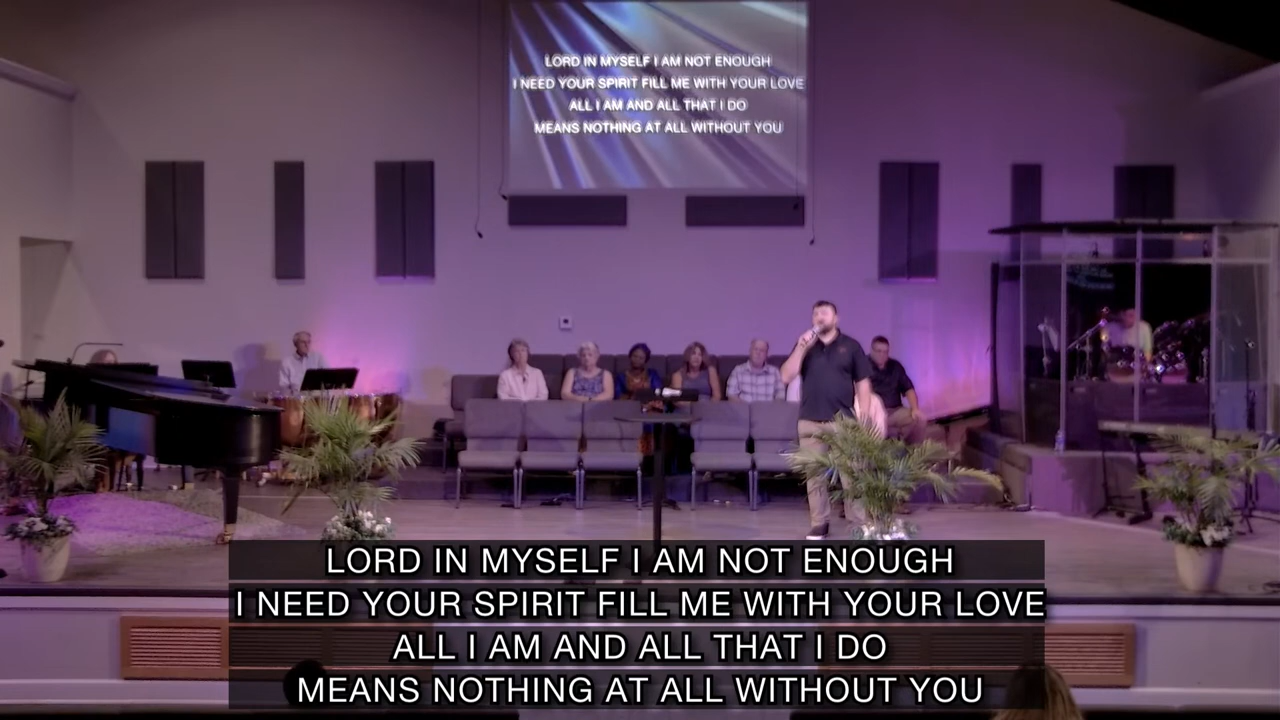 LORD IN MYSELF I AM NOT ENOUGH
I NEED YOUR SPIRIT FILL ME WITH YOUR LOVE
ALL I AM AND ALL THAT I DO
MEANS NOTHING AT ALL WITHOUT YOU
LORD IN MYSELF I AM NOT ENOUGH
I NEED YOUR SPIRIT FILL ME WITH YOUR LOVE
ALL I AM AND ALL THAT I DO
MEANS NOTHING AT ALL WITHOUT YOU